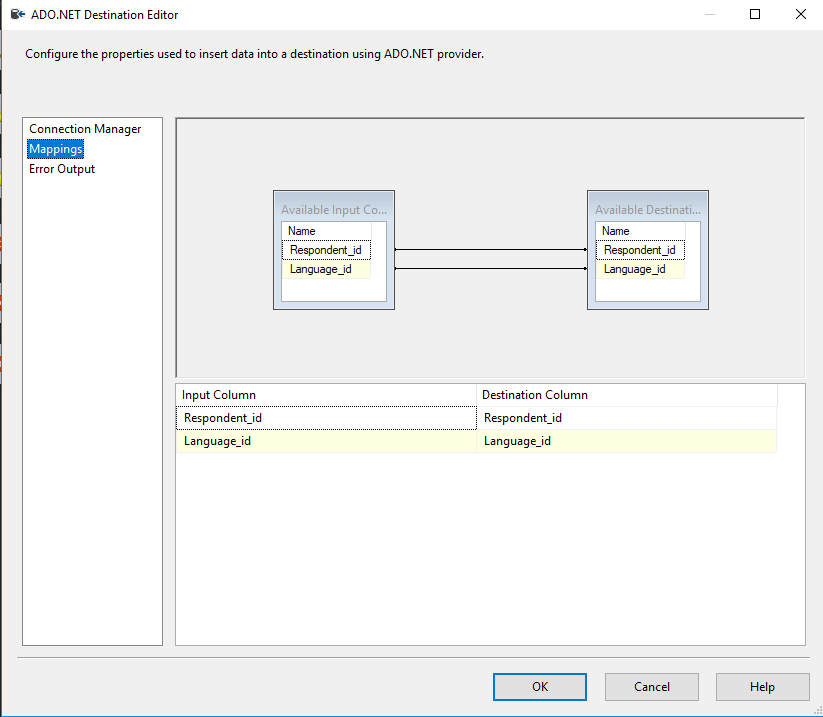 ADO.NET Destination Editor
Configure the properties used to insert data into a destination using ADO.NET provider.
Connection Manager
Mappings
Error Output
Available Input Co...
Name
Respondent_id
Language_id
Available Destinati...
Name
Respondent_id
Language_id
Input Column Destination Column
Respondent_id Respondent_id
Language_id Language_id
OK Cancel Help